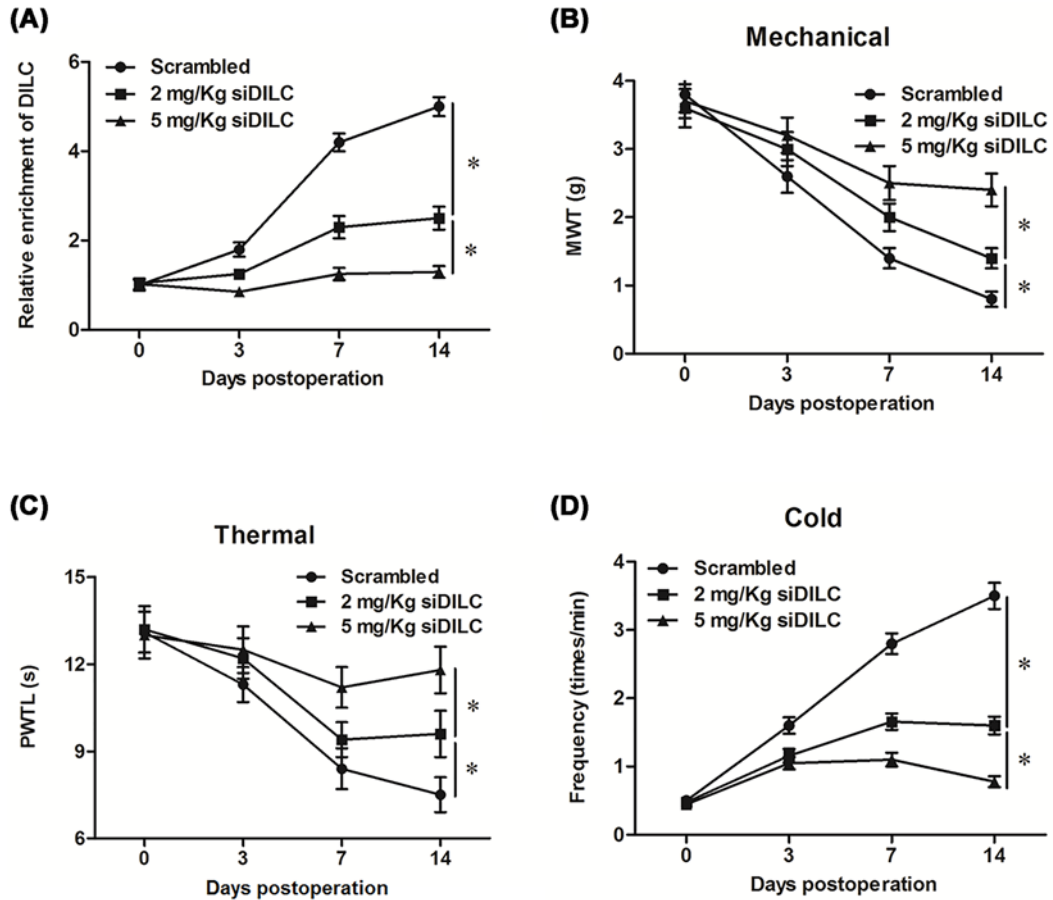 (A)
Scrambled
2 mg/Kg siDILC
5 mg/Kg siDILC
Relative enrichment of DILC
6
4
2
0
*
*
0 3 7 14
Days postoperation
(B)
Mechanical
Scrambled
2 mg/Kg siDILC
5 mg/Kg siDILC
MWT (g)
4
3
2
1
0
*
*
0 3 7 14
Days postoperation
(C)
Thermal
Scrambled
2 mg/Kg siDILC
5 mg/Kg siDILC
PWTL (s)
15
12
9
6
*
*
0 3 7 14
Days postoperation
(D)
Cold
Scrambled
2 mg/Kg siDILC
5 mg/Kg siDILC
Frequency (times/min)
4
3
2
1
0
*
*
0 3 7 14
Days postoperation